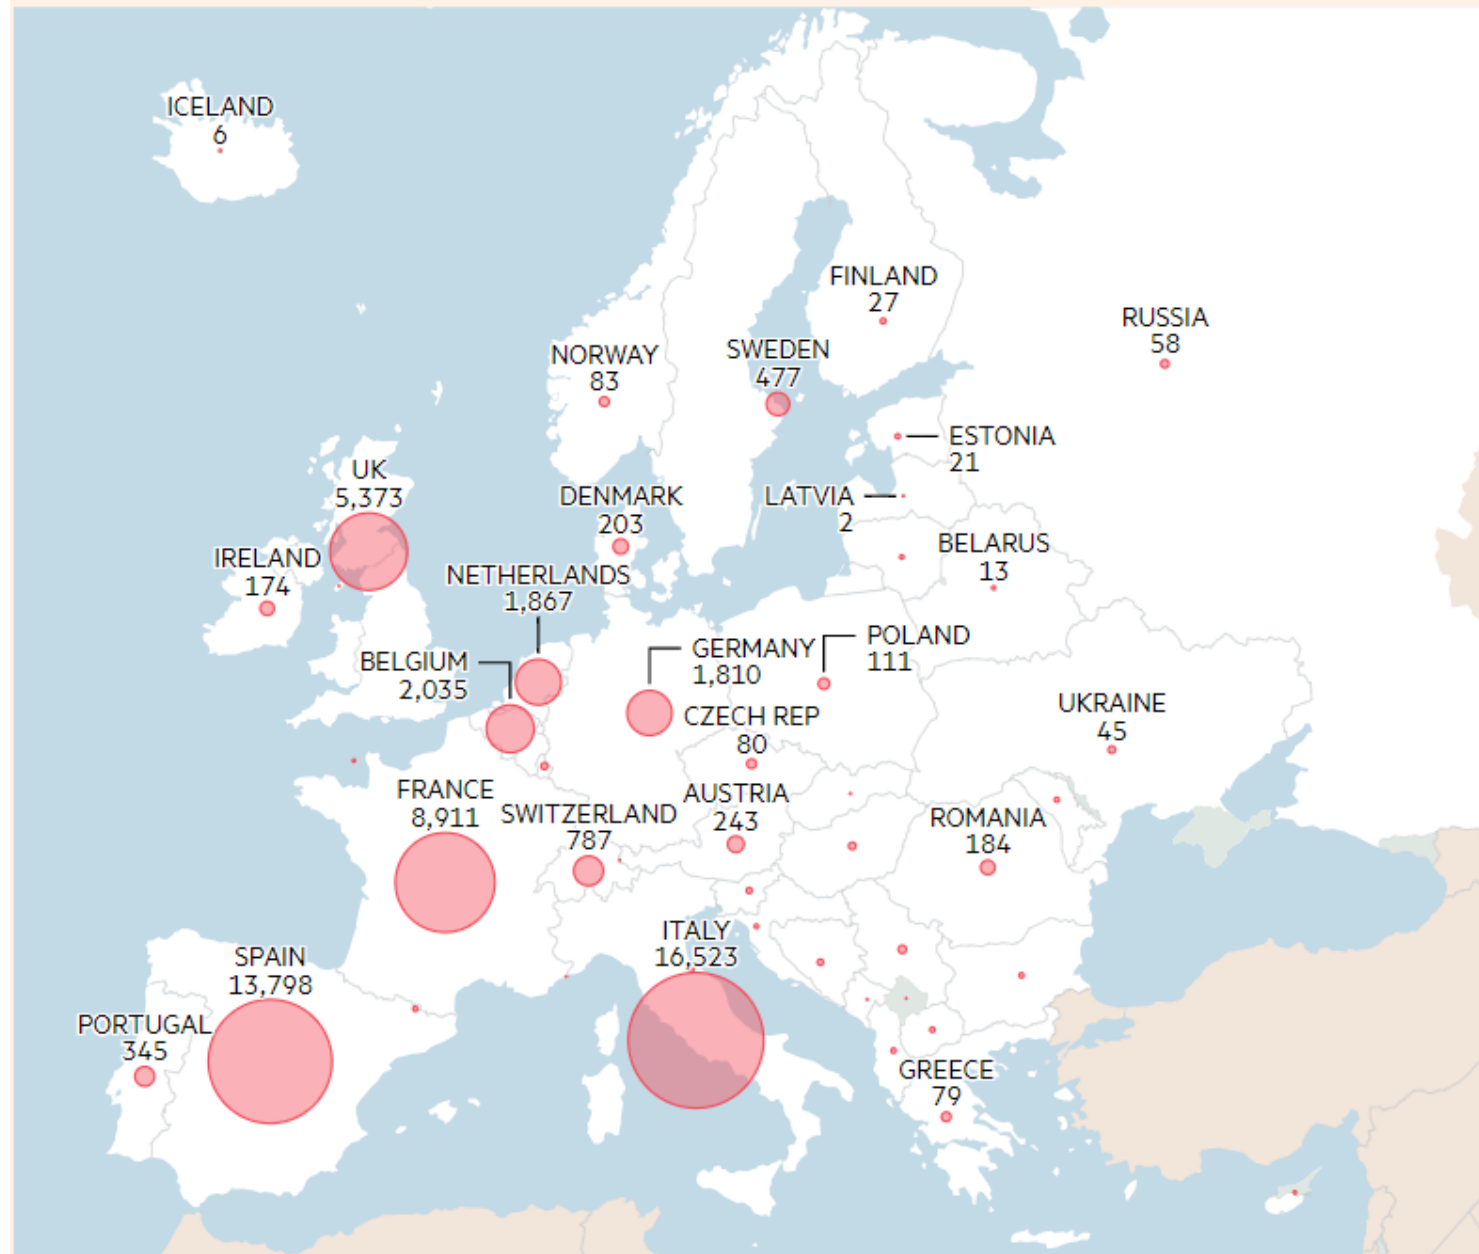 ICELAND
6
FINLAND
27
RUSSIA
58
NORWAY
83
SWEDEN
477
ESTONIA
21
UK
5,373
DENMARK
203
LATVIA
2
IRELAND
174
BELARUS
13
NETHERLANDS
1,867
POLAND
111
GERMANY
1,810
BELGIUM
2,035
UKRAINE
45
CZECH REP
80
FRANCE
8,911
SWITZERLAND
787
AUSTRIA
243
ROMANIA
184
ITALY
16,523
SPAIN
13,798
PORTUGAL
345
GREECE
79